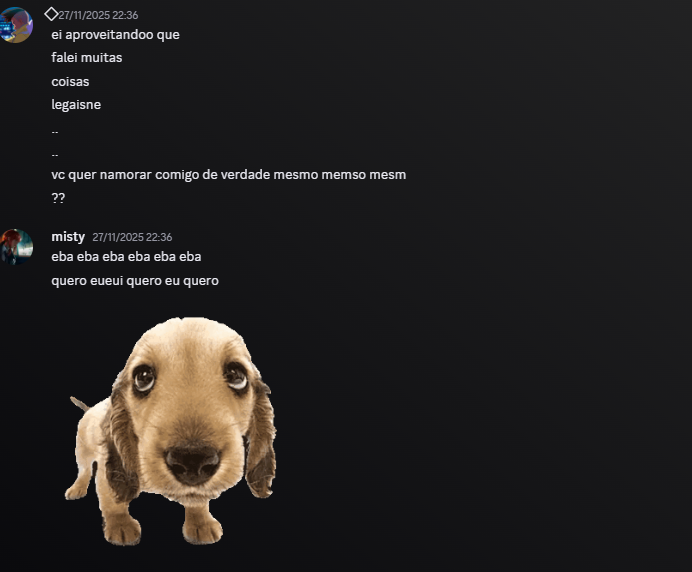 27/11/2025 22:36
ei aproveitandoo que
falei muitas
coisas
legaisne
..
..
vc quer namorar comigo de verdade mesmo memso mesm
??
misty 27/11/2025 22:36
eba eba eba eba eba eba
quero eueui quero eu quero